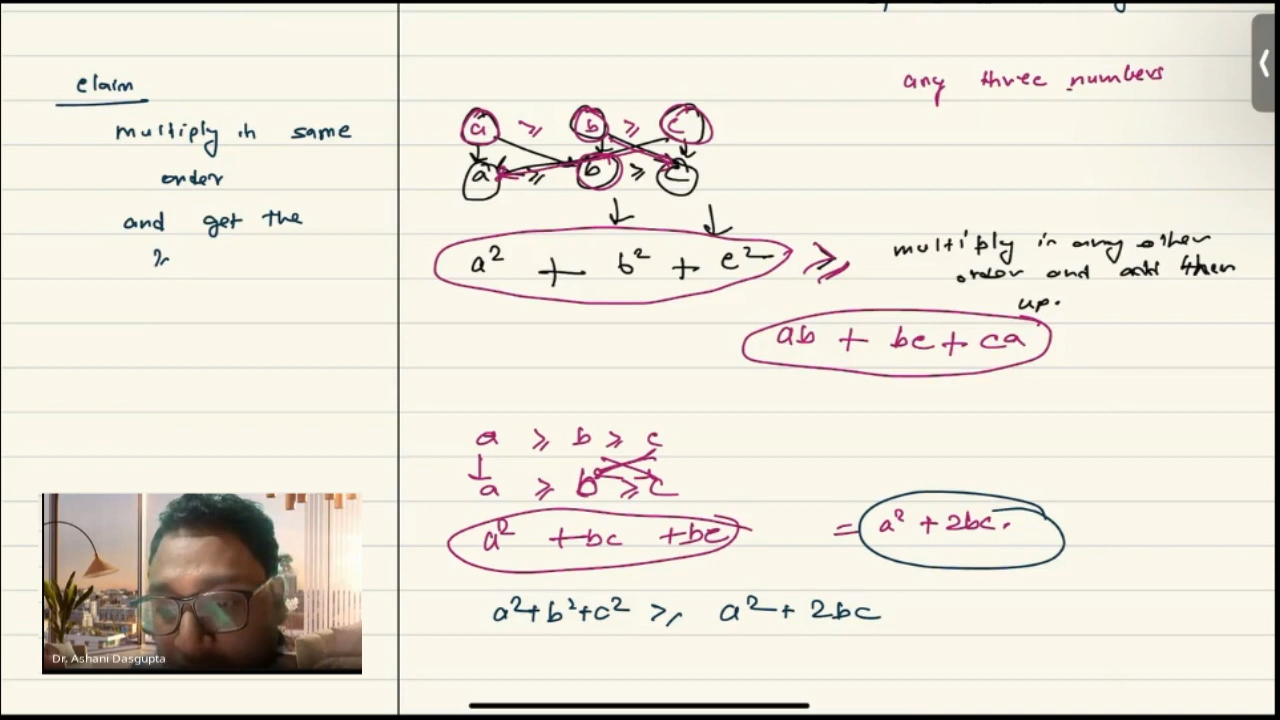 claim
multiply in same
order
and get the
any three numbers
a ≥ b ≥ c
a ≥ b ≥ c
a² + b² + c² ≥ multiply in any other
order and add them
up.
ab + bc + ca
a ≥ b ≥ c
a ≥ b ≥ c
a² + bc + bc = a² + 2bc.
a²+b²+c² ≥ a² + 2bc
Dr. Ashani Dasgupta